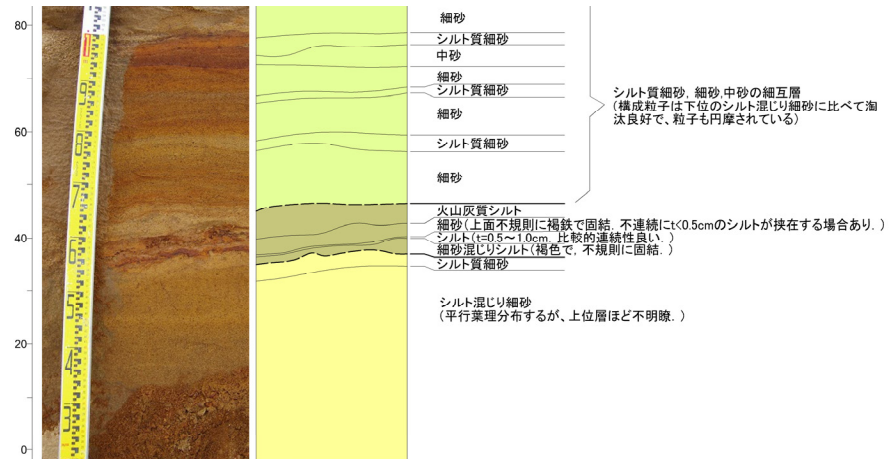 80
60
40
20
0
9
8
7
6
5
4
3
細砂
シルト質細砂
中砂
細砂
シルト質細砂
細砂
シルト質細砂
細砂
火山灰質シルト
細砂(上面不規則に褐鉄で固結. 不連続にt<0.5cmのシルトが挟在する場合あり. )
シルト(t=0.5~1.0cm. 比較的連続性良い. )
細砂混じりシルト(褐色で, 不規則に固結. )
シルト質細砂
シルト混じり細砂
(平行葉理分布するが、上位層ほど不明瞭. )
シルト質細砂, 細砂,中砂の細互層
(構成粒子は下位のシルト混じり細砂に比べて淘
汰良好で、粒子も円摩されている)